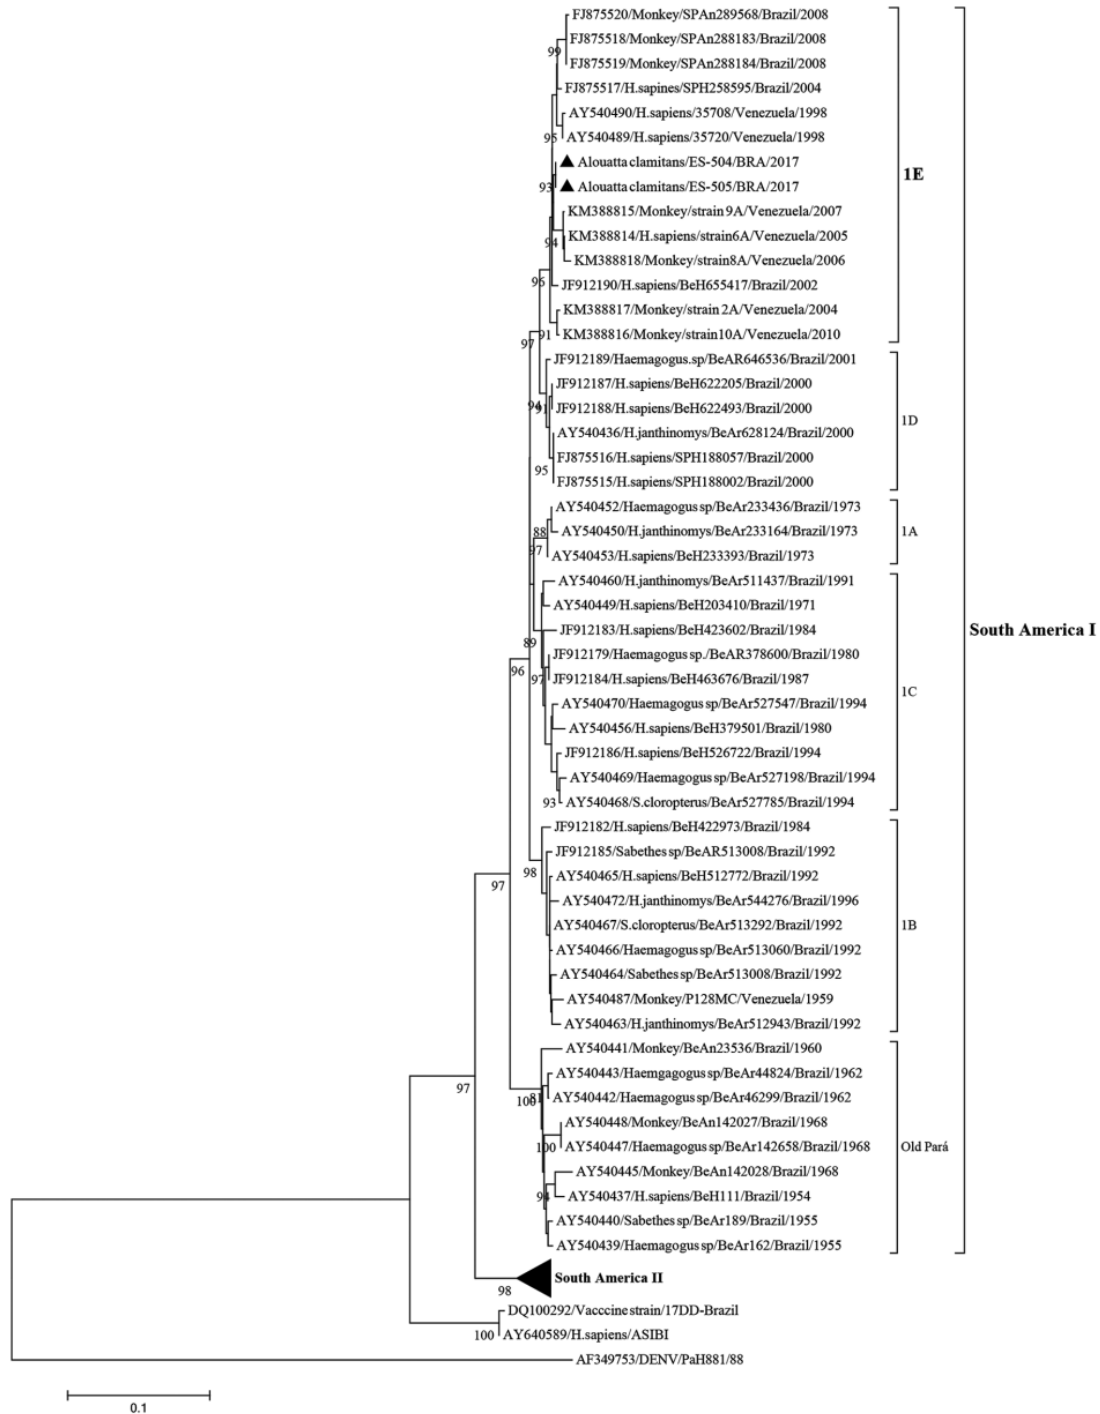 FJ875520/Monkey/SPAn289568/Brazil/2008
FJ875518/Monkey/SPAn288183/Brazil/2008
99
FJ875519/Monkey/SPAn288184/Brazil/2008
FJ875517/H.sapines/SPH258595/Brazil/2004
AY540490/H.sapiens/35708/Venezuela/1998
95
AY540489/H.sapiens/35720/Venezuela/1998
Alouatta clamitans/ES-504/BRA/2017
1E
93
Alouatta clamitans/ES-505/BRA/2017
KM388815/Monkey/strain 9A/Venezuela/2007
KM388814/H.sapiens/strain6A/Venezuela/2005
94
KM388818/Monkey/strain8A/Venezuela/2006
96
JF912190/H.sapiens/BeH655417/Brazil/2002
KM388817/Monkey/strain 2A/Venezuela/2004
91
KM388816/Monkey/strain10A/Venezuela/2010
97
JF912189/Haemagogus.sp/BeAR646536/Brazil/2001
JF912187/H.sapiens/BeH622205/Brazil/2000
94
91
JF912188/H.sapiens/BeH622493/Brazil/2000
1D
AY540436/H.janthinomys/BeAr628124/Brazil/2000
FJ875516/H.sapiens/SPH188057/Brazil/2000
95
FJ875515/H.sapiens/SPH188002/Brazil/2000
AY540452/Haemagogus sp/BeAr233436/Brazil/1973
88
AY540450/H.janthinomys/BeAr233164/Brazil/1973
1A
97
AY540453/H.sapiens/BeH233393/Brazil/1973
AY540460/H.janthinomys/BeAr511437/Brazil/1991
AY540449/H.sapiens/BeH203410/Brazil/1971
JF912183/H.sapiens/BeH423602/Brazil/1984
South America I
89
JF912179/Haemagogus sp./BeAR378600/Brazil/1980
96
97
JF912184/H.sapiens/BeH463676/Brazil/1987
1C
AY540470/Haemagogus sp/BeAr527547/Brazil/1994
AY540456/H.sapiens/BeH379501/Brazil/1980
JF912186/H.sapiens/BeH526722/Brazil/1994
AY540469/Haemagogus sp/BeAr527198/Brazil/1994
93
AY540468/S.cloropterus/BeAr527785/Brazil/1994
JF912182/H.sapiens/BeH422973/Brazil/1984
JF912185/Sabethes sp/BeAR513008/Brazil/1992
98
AY540465/H.sapiens/BeH512772/Brazil/1992
97
AY540472/H.janthinomys/BeAr544276/Brazil/1996
AY540467/S.cloropterus/BeAr513292/Brazil/1992
1B
AY540466/Haemagogus sp/BeAr513060/Brazil/1992
AY540464/Sabethes sp/BeAr513008/Brazil/1992
AY540487/Monkey/P128MC/Venezuela/1959
AY540463/H.janthinomys/BeAr512943/Brazil/1992
AY540441/Monkey/BeAn23536/Brazil/1960
AY540443/Haemgagogus sp/BeAr44824/Brazil/1962
97
100
81
AY540442/Haemagogus sp/BeAr46299/Brazil/1962
AY540448/Monkey/BeAn142027/Brazil/1968
100
AY540447/Haemagogus sp/BeAr142658/Brazil/1968
Old Pará
AY540445/Monkey/BeAn142028/Brazil/1968
94
AY540437/H.sapiens/BeH111/Brazil/1954
AY540440/Sabethes sp/BeAr189/Brazil/1955
AY540439/Haemagogus sp/BeAr162/Brazil/1955
South America II
98
DQ100292/Vacccine strain/17DD-Brazil
100
AY640589/H.sapiens/ASIBI
AF349753/DENV/PaH881/88
0.1